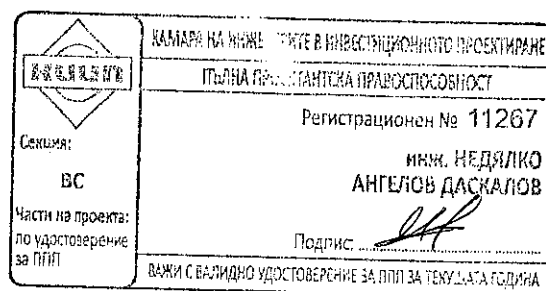 КАМАРА НА ИНЖЕНЕРИТЕ В ИНВЕСТИЦИОННОТО ПРОЕКТИРАНЕ
ПЪЛНА ПРОЕКТАНТСКА ПРАВОСПОСОБНОСТ
КИИП
Регистрационен № 11267
Секция:
ВС
инж. НЕДЯЛКО
АНГЕЛОВ ДАСКАЛОВ
Части на проекта:
по удостоверение
за ППП
Подпис:
ВАЖИ С ВАЛИДНО УДОСТОВЕРЕНИЕ ЗА ППП ЗА ТЕКУЩАТА ГОДИНА